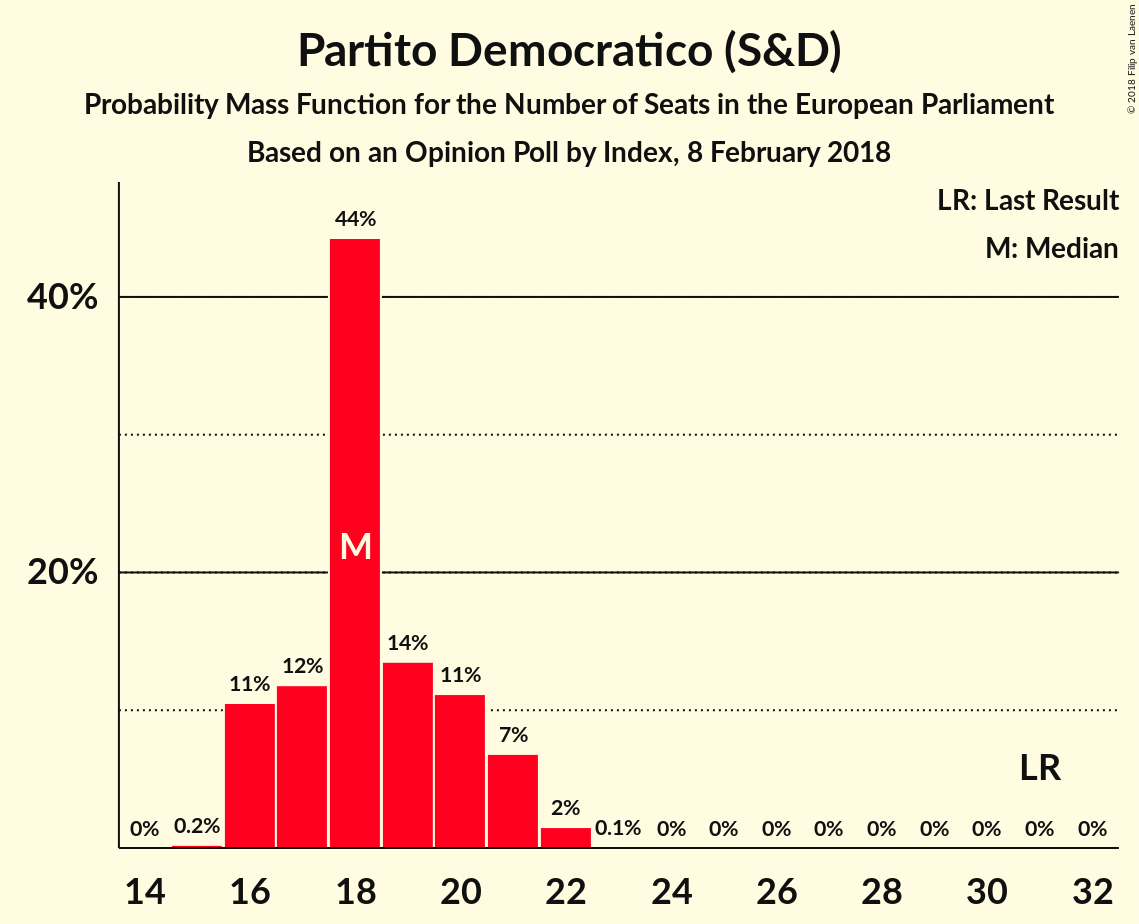 Partito Democratico (S&D)
Probability Mass Function for the Number of Seats in the European Parliament
Based on an Opinion Poll by Index, 8 February 2018
© 2018 Filip van Laenen
LR: Last Result
M: Median
40%
20%
0%
0.2%
11%
12%
44%
M
14%
11%
7%
2%
0.1%
0%
0%
0%
0%
0%
0%
0%
0%
0%
LR
14 16 18 20 22 24 26 28 30 32